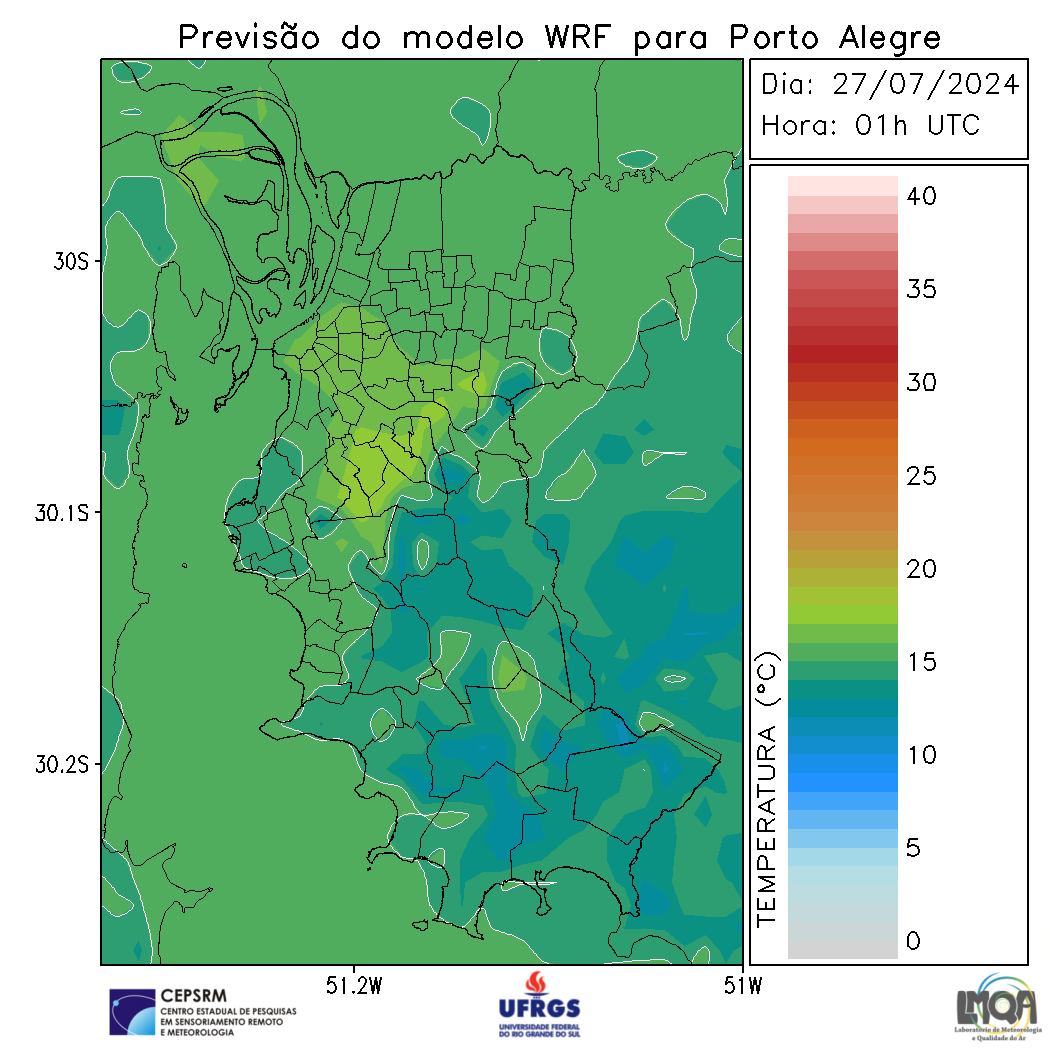 Previsão do modelo WRF para Porto Alegre
Dia: 27/07/2024
Hora: 01h UTC
30S
30.1S
30.2S
51.2W
51W
TEMPERATURA (°C)
40
35
30
25
20
15
10
5
0
CEPSRM
CENTRO ESTADUAL DE PESQUISAS
EM SENSORIAMENTO REMOTO
E METEOROLOGIA
UFRGS
UNIVERSIDADE FEDERAL
DO RIO GRANDE DO SUL
LMQA
Laboratório de Meteorologia
e Qualidade do Ar